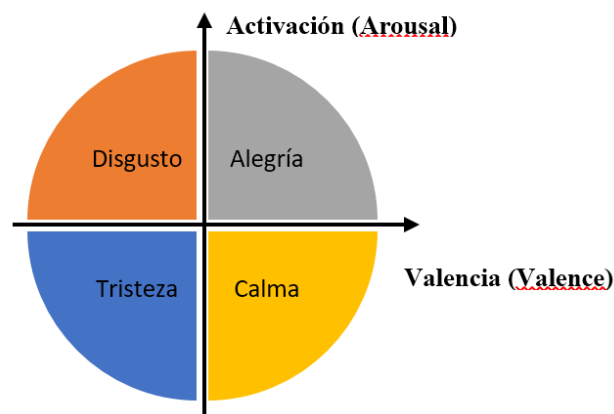 Activación (Arousal)
Disgusto
Alegría
Valencia (Valence)
Tristeza
Calma